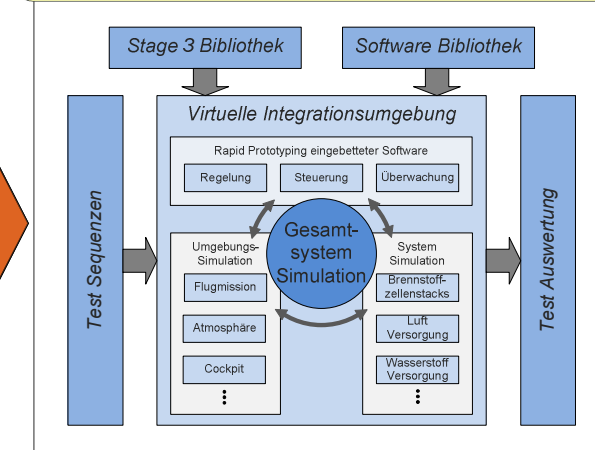 Stage 3 Bibliothek
Software Bibliothek
Test Sequenzen
Virtuelle Integrationsumgebung
Rapid Prototyping eingebetteter Software
Regelung
Steuerung
Überwachung
Gesamt-
system
Simulation
Umgebungs-
Simulation
Flugmission
Atmosphäre
Cockpit
System
Simulation
Brennstoff-
zellenstacks
Luft
Versorgung
Wasserstoff
Versorgung
Test Auswertung